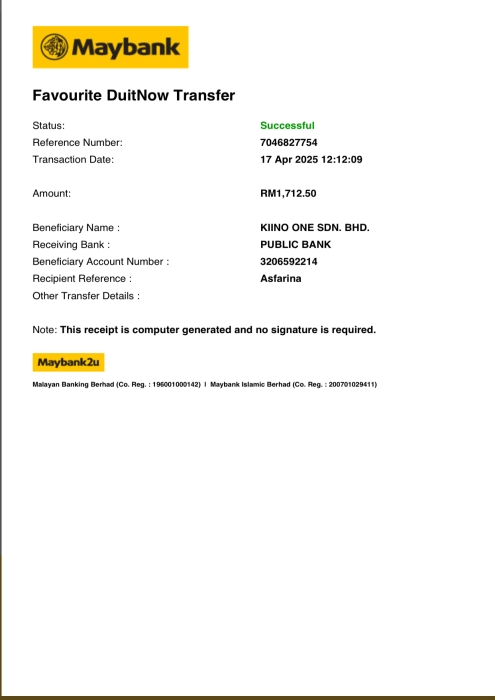 Maybank
Favourite DuitNow Transfer
Status: Successful
Reference Number: 7046827754
Transaction Date: 17 Apr 2025 12:12:09
Amount: RM1,712.50
Beneficiary Name : KIINO ONE SDN. BHD.
Receiving Bank : PUBLIC BANK
Beneficiary Account Number : 3206592214
Recipient Reference : Asfarina
Other Transfer Details :
Note: This receipt is computer generated and no signature is required.
Maybank2u
Malayan Banking Berhad (Co. Reg. : 196001000142) | Maybank Islamic Berhad (Co. Reg. : 200701029411)